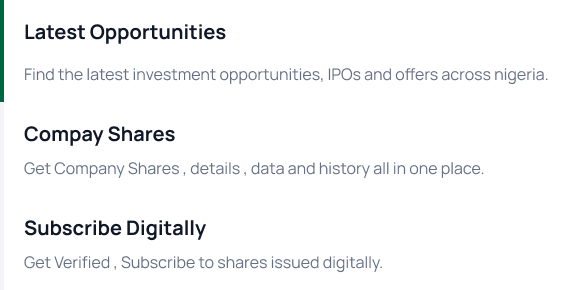 Latest Opportunities
Find the latest investment opportunities, IPOs and offers across nigeria.
Compay Shares
Get Company Shares , details , data and history all in one place.
Subscribe Digitally
Get Verified , Subscribe to shares issued digitally.